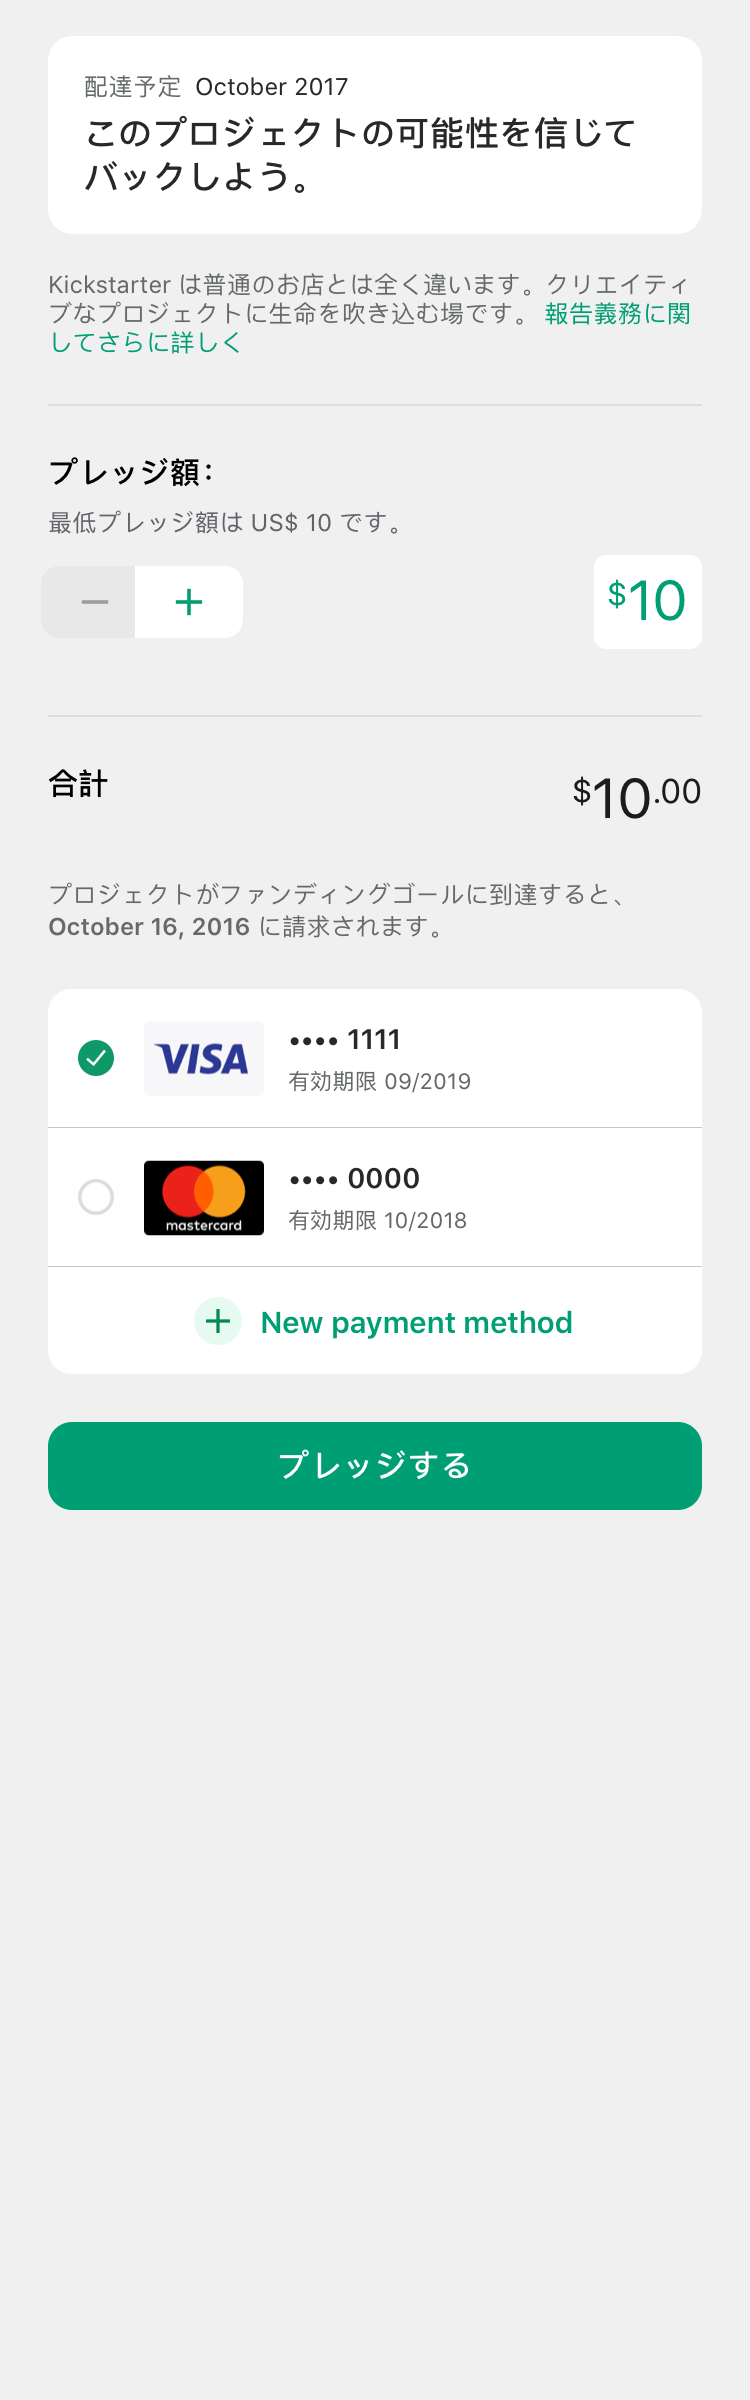 配達予定 October 2017
このプロジェクトの可能性を信じて
バックしよう。
Kickstarter は普通のお店とは全く違います。クリエイティ
ブなプロジェクトに生命を吹き込む場です。 報告義務に関
してさらに詳しく
プレッジ額：
最低プレッジ額は US$ 10 です。
$10
合計
$10.00
プロジェクトがファンディングゴールに到達すると、
October 16, 2016 に請求されます。
VISA
•••• 1111
有効期限 09/2019
mastercard
•••• 0000
有効期限 10/2018
New payment method
プレッジする